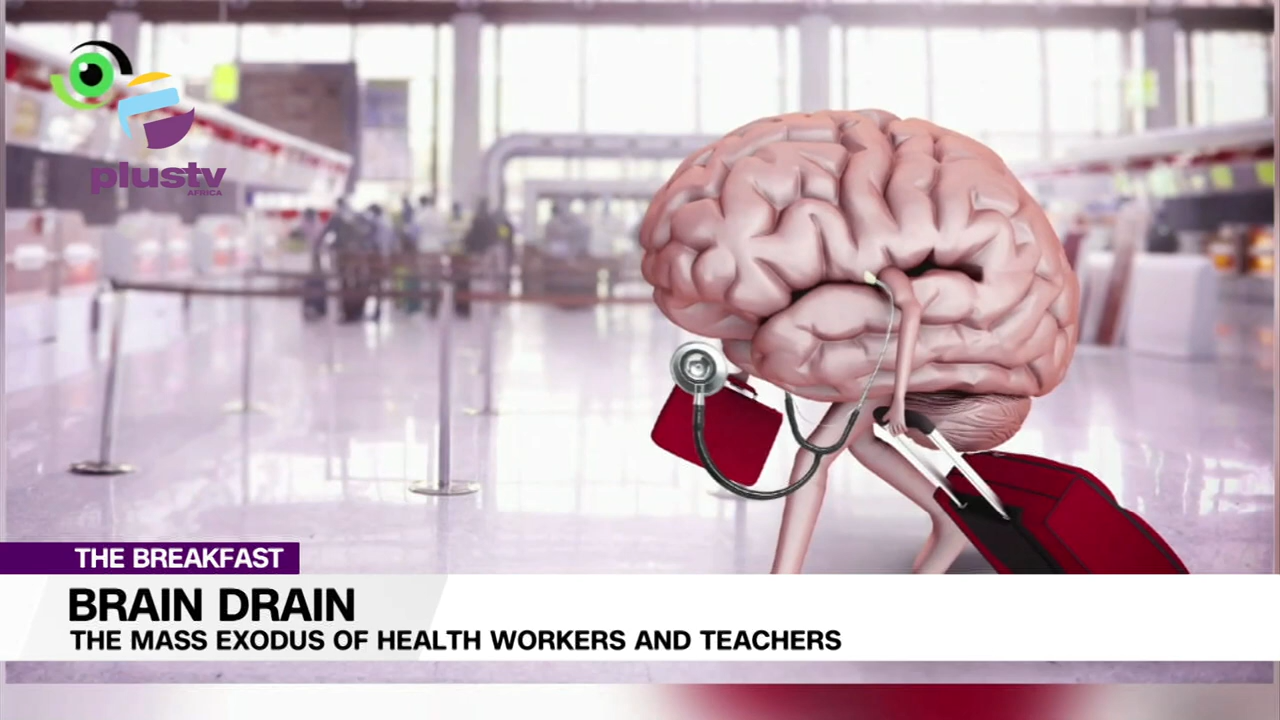 plustv
AFRICA
THE BREAKFAST
BRAIN DRAIN
THE MASS EXODUS OF HEALTH WORKERS AND TEACHERS